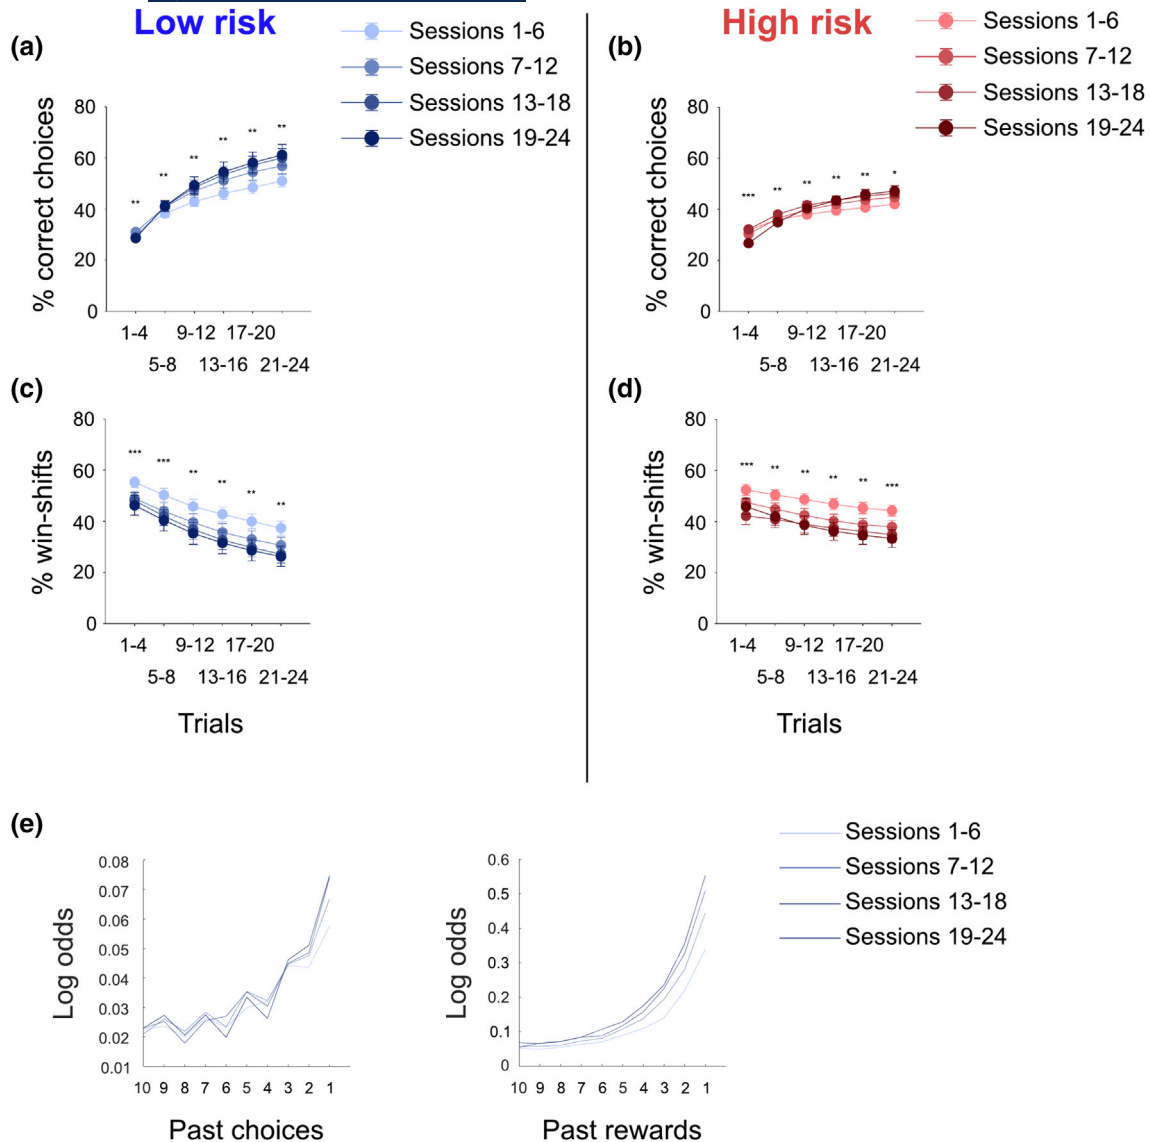 Low risk
(a)
Sessions 1-6
Sessions 7-12
Sessions 13-18
Sessions 19-24
% correct choices
80
60
40
20
0
**
**
**
**
**
**
1-4
9-12
17-20
5-8
13-16
21-24
High risk
(b)
Sessions 1-6
Sessions 7-12
Sessions 13-18
Sessions 19-24
% correct choices
80
60
40
20
0
***
**
**
**
**
*
1-4
9-12
17-20
5-8
13-16
21-24
(c)
% win-shifts
80
60
40
20
0
***
***
**
**
**
**
1-4
9-12
17-20
5-8
13-16
21-24
Trials
(d)
% win-shifts
80
60
40
20
0
***
**
**
**
**
***
1-4
9-12
17-20
5-8
13-16
21-24
Trials
(e)
Log odds
0.08
0.07
0.06
0.05
0.04
0.03
0.02
0.01
10 9 8 7 6 5 4 3 2 1
Past choices
Log odds
0.6
0.5
0.4
0.3
0.2
0.1
0
10 9 8 7 6 5 4 3 2 1
Past rewards
Sessions 1-6
Sessions 7-12
Sessions 13-18
Sessions 19-24